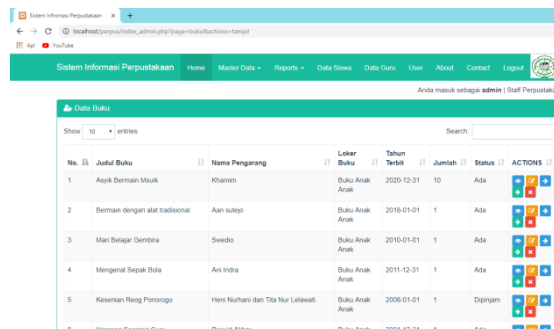 Sistem Infromasi Perpustakaan
localhost/perpus/index_admin.php?page=buku&actions=tampil
Apl YouTube
Sistem Informasi Perpustakaan Home Master Data Reports Data Siswa Data Guru User About Contact Logout
Anda masuk sebagai admin | Staff Perpustaka
Data Buku
Show 10 entries Search:
No. Judul Buku Nama Pengarang Loker Buku Tahun Terbit Jumlah Status ACTIONS
1 Asyik Bermain Msuik Khamim Buku Anak Anak 2020-12-31 10 Ada
2 Bermain dengan alat tradisional Aan sutejo Buku Anak Anak 2018-01-01 1 Ada
3 Mari Belajar Gembira Swedio Buku Anak Anak 2010-01-01 1 Ada
4 Mengenal Sepak Bola Ani Indra Buku Anak Anak 2011-12-31 1 Ada
5 Kesenian Reog Ponorogo Heni Nurhani dan Tita Nur Lelawati Buku Anak Anak 2008-01-01 1 Dipinjam